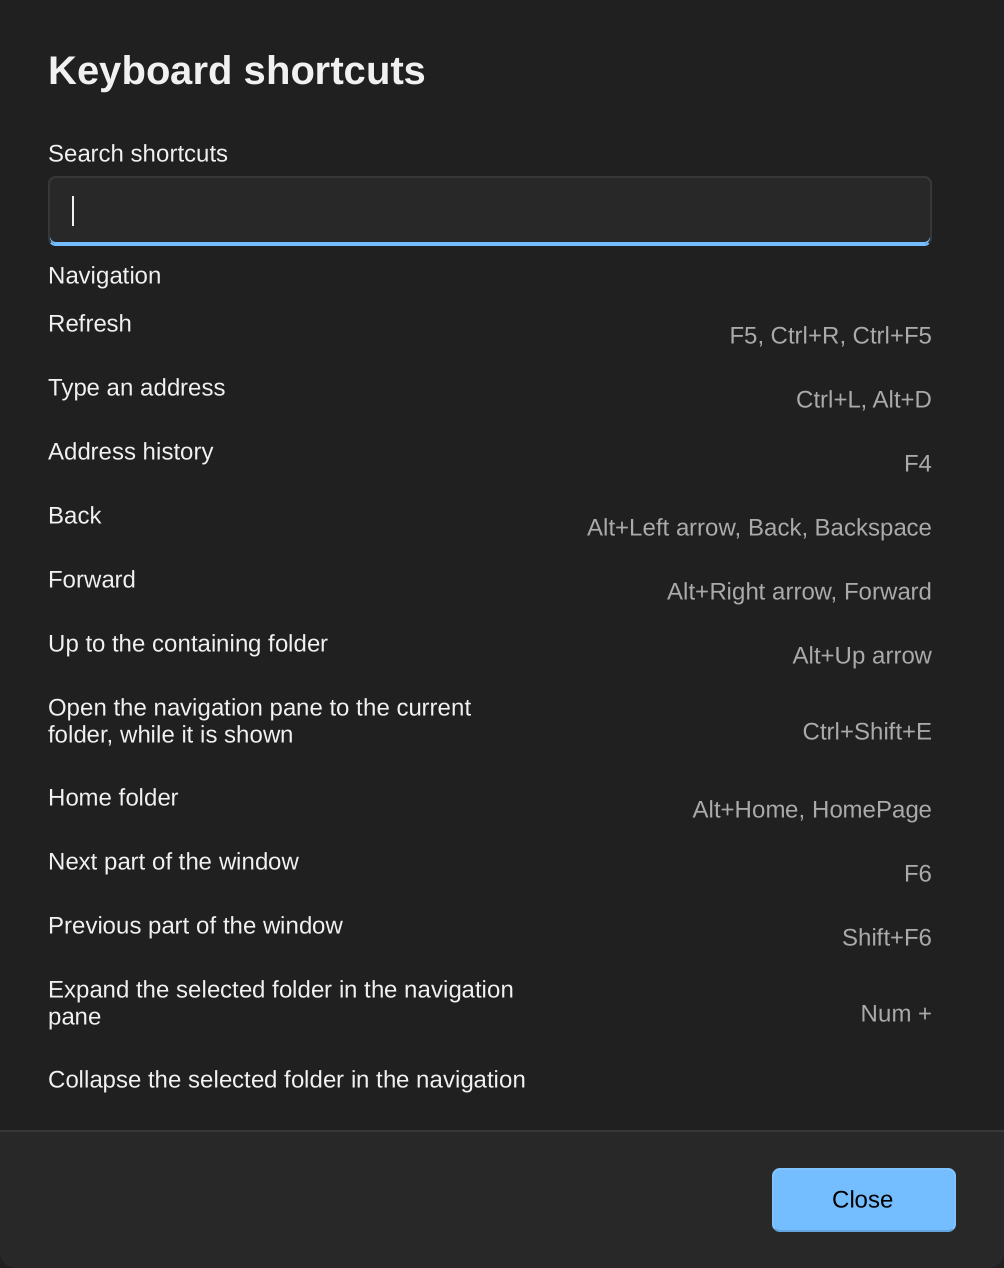 Keyboard shortcuts
Search shortcuts
Navigation
Refresh
F5, Ctrl+R, Ctrl+F5
Type an address
Ctrl+L, Alt+D
Address history
F4
Back
Alt+Left arrow, Back, Backspace
Forward
Alt+Right arrow, Forward
Up to the containing folder
Alt+Up arrow
Open the navigation pane to the current
folder, while it is shown
Ctrl+Shift+E
Home folder
Alt+Home, HomePage
Next part of the window
F6
Previous part of the window
Shift+F6
Expand the selected folder in the navigation
pane
Num +
Collapse the selected folder in the navigation
Close